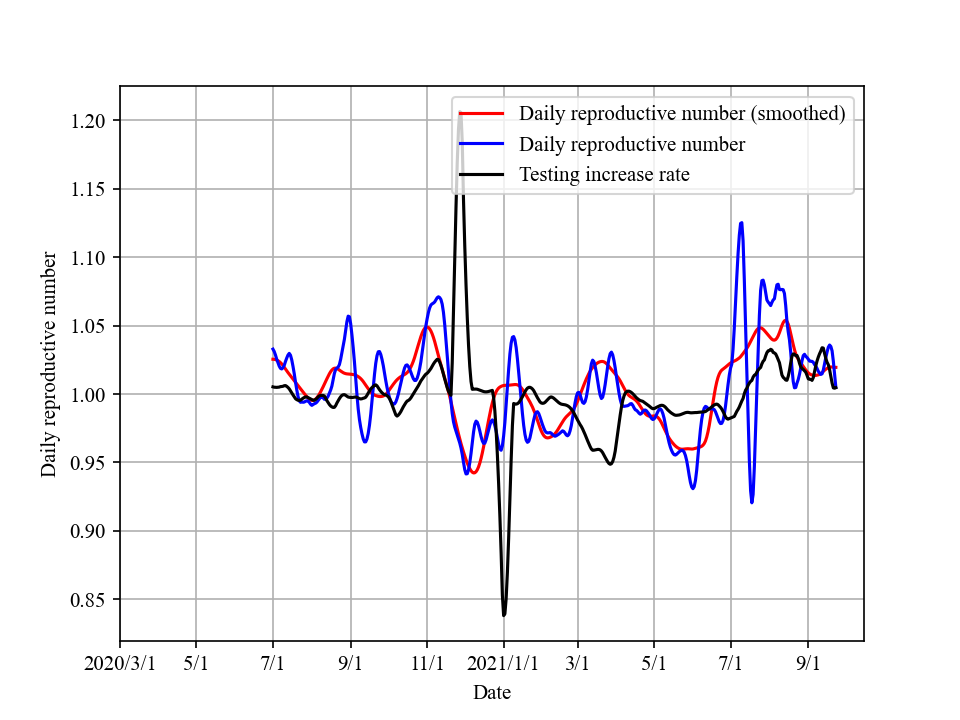 Daily reproductive number (smoothed)
Daily reproductive number
Testing increase rate
1.20
1.15
1.10
1.05
1.00
0.95
0.90
0.85
Daily reproductive number
2020/3/1 5/1 7/1 9/1 11/1 2021/1/1 3/1 5/1 7/1 9/1
Date